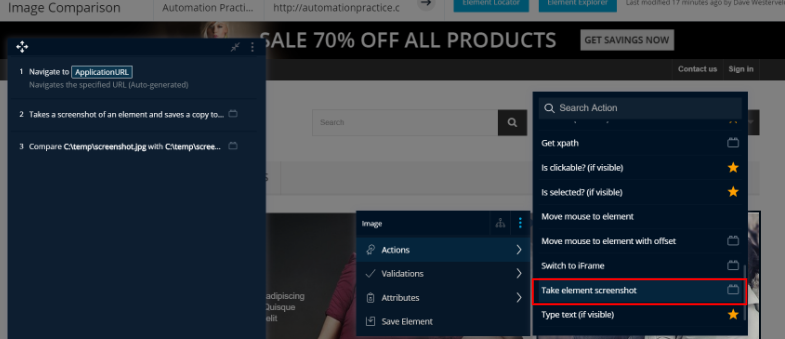 Image Comparison
Automation Practi...
http://automationpractice.c
Element Locator
Element Explorer
Last modified 17 minutes ago by Dave Westervel
SALE 70% OFF ALL PRODUCTS
GET SAVINGS NOW
Contact us Sign in
1 Navigate to ApplicationURL
Navigates the specified URL (Auto-generated)
2 Takes a screenshot of an element and saves a copy to...
3 Compare C:\temp\screenshot.jpg with C:\temp\scree...
Search
Image
Actions
Validations
Attributes
Save Element
Search Action
Get xpath
Is clickable? (if visible)
Is selected? (if visible)
Move mouse to element
Move mouse to element with offset
Switch to iFrame
Take element screenshot
Type text (if visible)
adipiscing
Quisque
elit